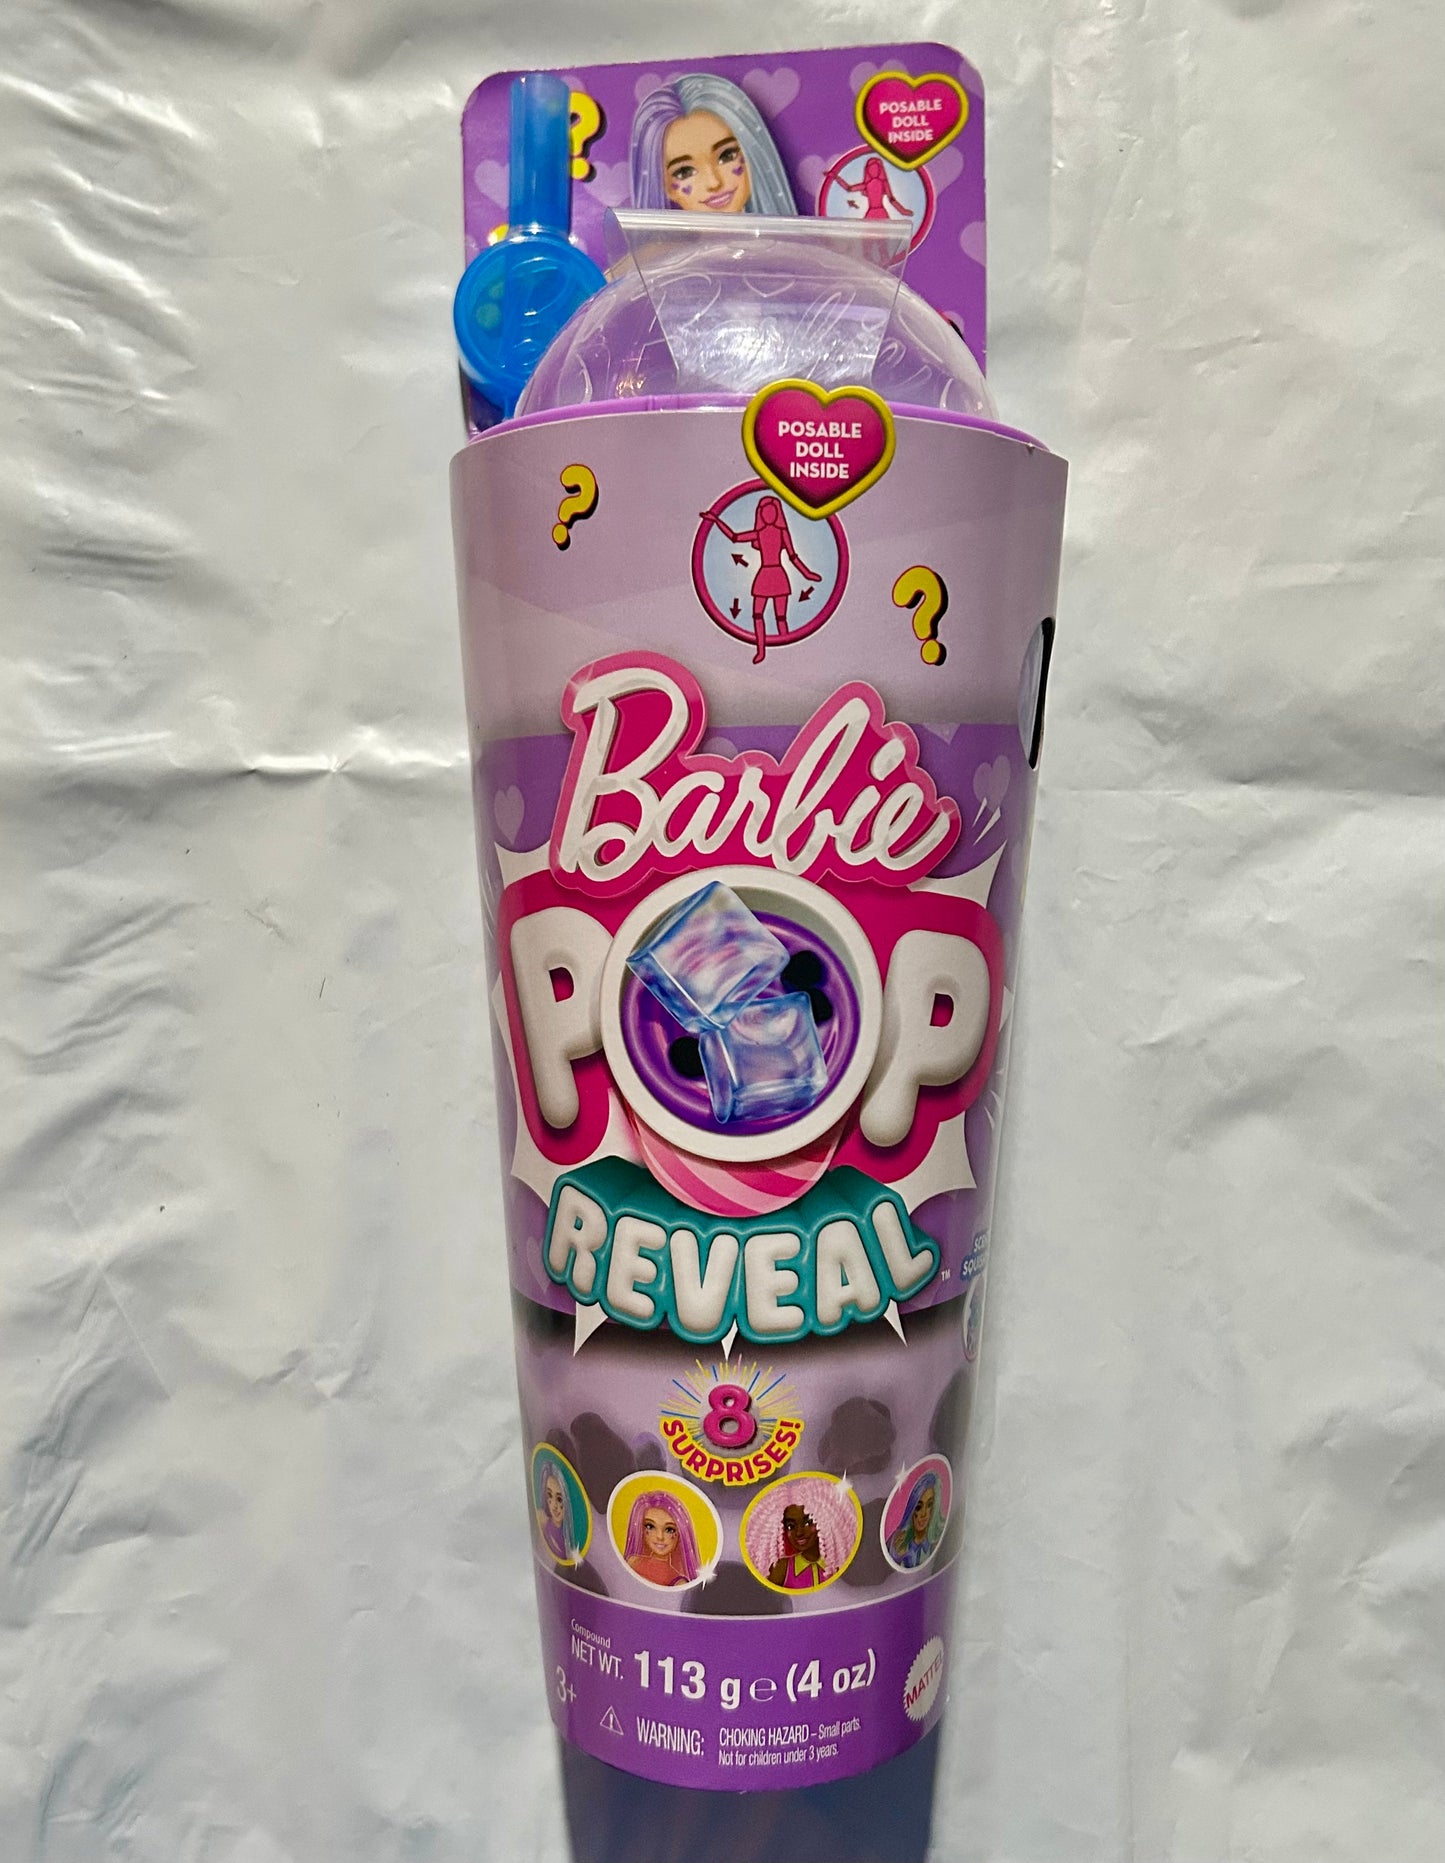 POSABLE
DOLL
INSIDE
POSABLE
DOLL
INSIDE
?
?
?
Barbie
POP
REVEAL
TM
8
SURPRISES!
Compound
NET WT. 113 g e (4 oz)
3+
MATTEL
WARNING: CHOKING HAZARD – Small parts.
Not for children under 3 years.